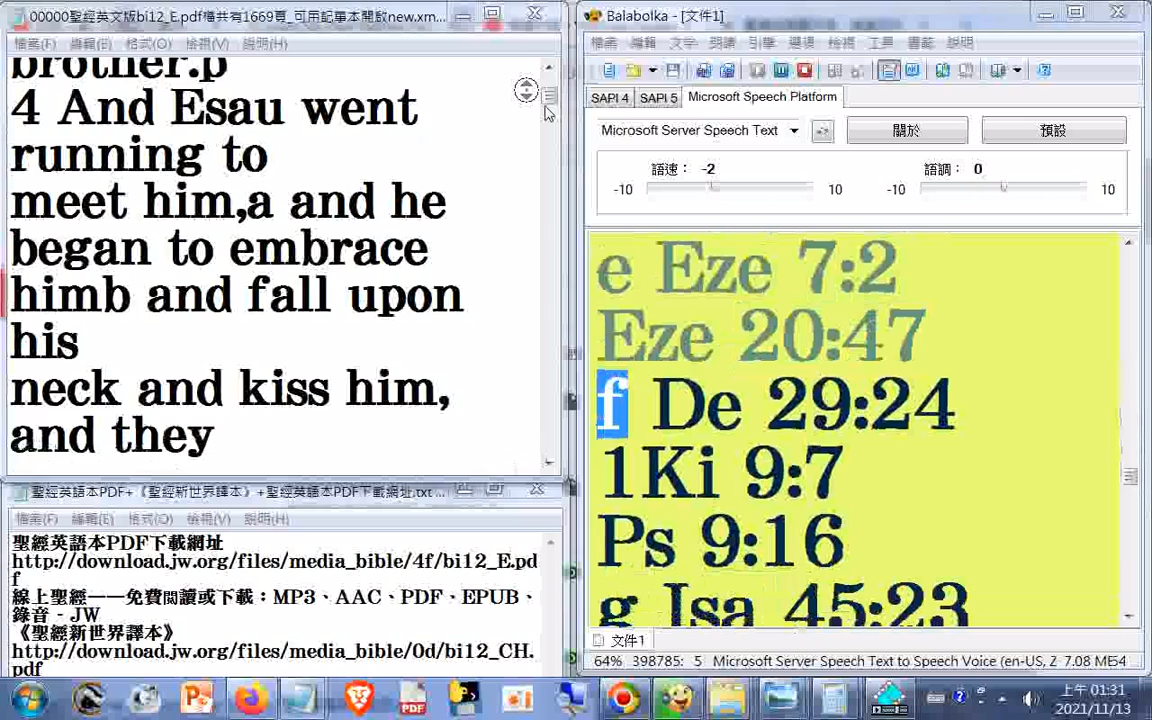 00000聖經英文版bi12_E.pdf檔共有1669頁_可用記事本開啟new.xm...
檔案(F) 編輯(E) 格式(O) 檢視(V) 說明(H)
brother.p
4 And Esau went
running to
meet him,a and he
began to embrace
himb and fall upon
his
neck and kiss him,
and they
聖經英語本PDF+《聖經新世界譯本》+聖經英語本PDF下載網址.txt ...
檔案(F) 編輯(E) 格式(O) 檢視(V) 說明(H)
聖經英語本PDF下載網址
http://download.jw.org/files/media_bible/4f/bi12_E.pd
f
線上聖經——免費閱讀或下載：MP3、AAC、PDF、EPUB、
錄音 - JW
《聖經新世界譯本》
http://download.jw.org/files/media_bible/0d/bi12_CH.
pdf
Balabolka - [文件1]
檔案 編輯 文字 朗讀 引擎 選項 檢視 工具 書籤 說明
SAPI 4 SAPI 5 Microsoft Speech Platform
Microsoft Server Speech Text 關於 預設
語速： -2 語調： 0
-10 10 -10 10
e Eze 7:2
Eze 20:47
f De 29:24
1Ki 9:7
Ps 9:16
g Isa 45:23
文件1
64% 398785: 5 Microsoft Server Speech Text to Speech Voice (en-US, Z 7.08 ME54
上午 01:31
2021/11/13